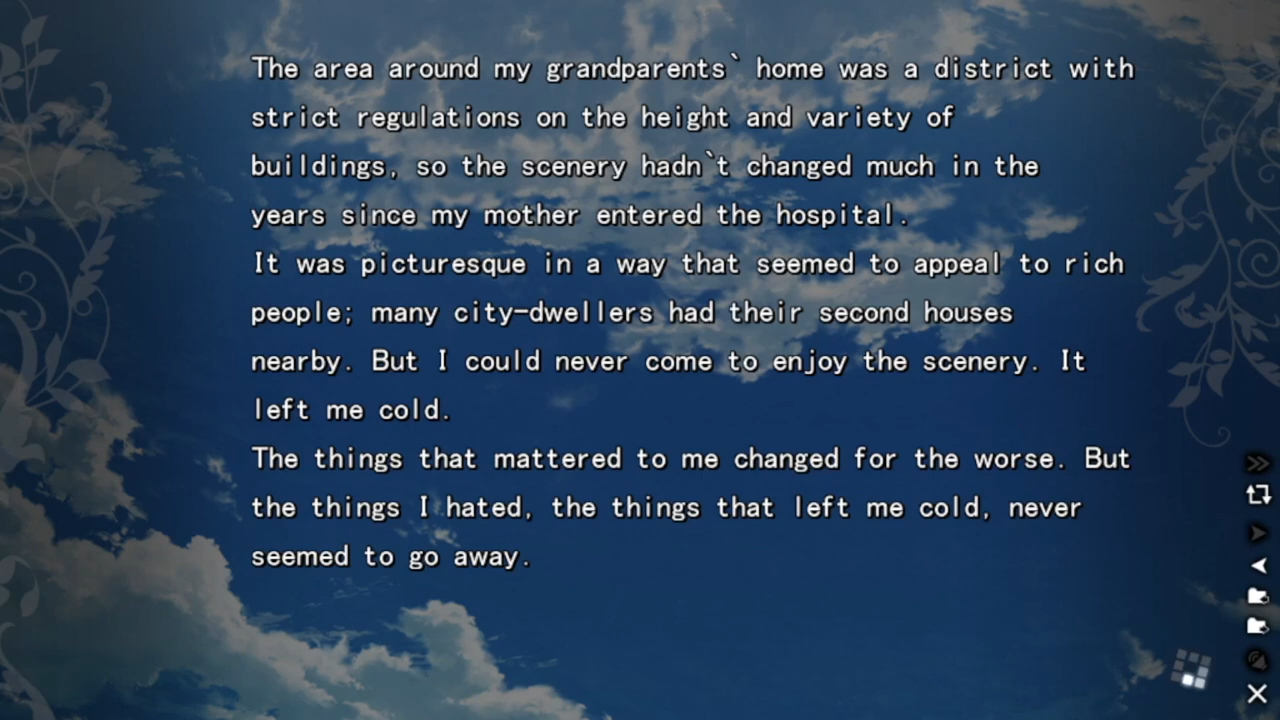 The area around my grandparents` home was a district with
strict regulations on the height and variety of
buildings, so the scenery hadn`t changed much in the
years since my mother entered the hospital.
It was picturesque in a way that seemed to appeal to rich
people; many city-dwellers had their second houses
nearby. But I could never come to enjoy the scenery. It
left me cold.
The things that mattered to me changed for the worse. But
the things I hated, the things that left me cold, never
seemed to go away.